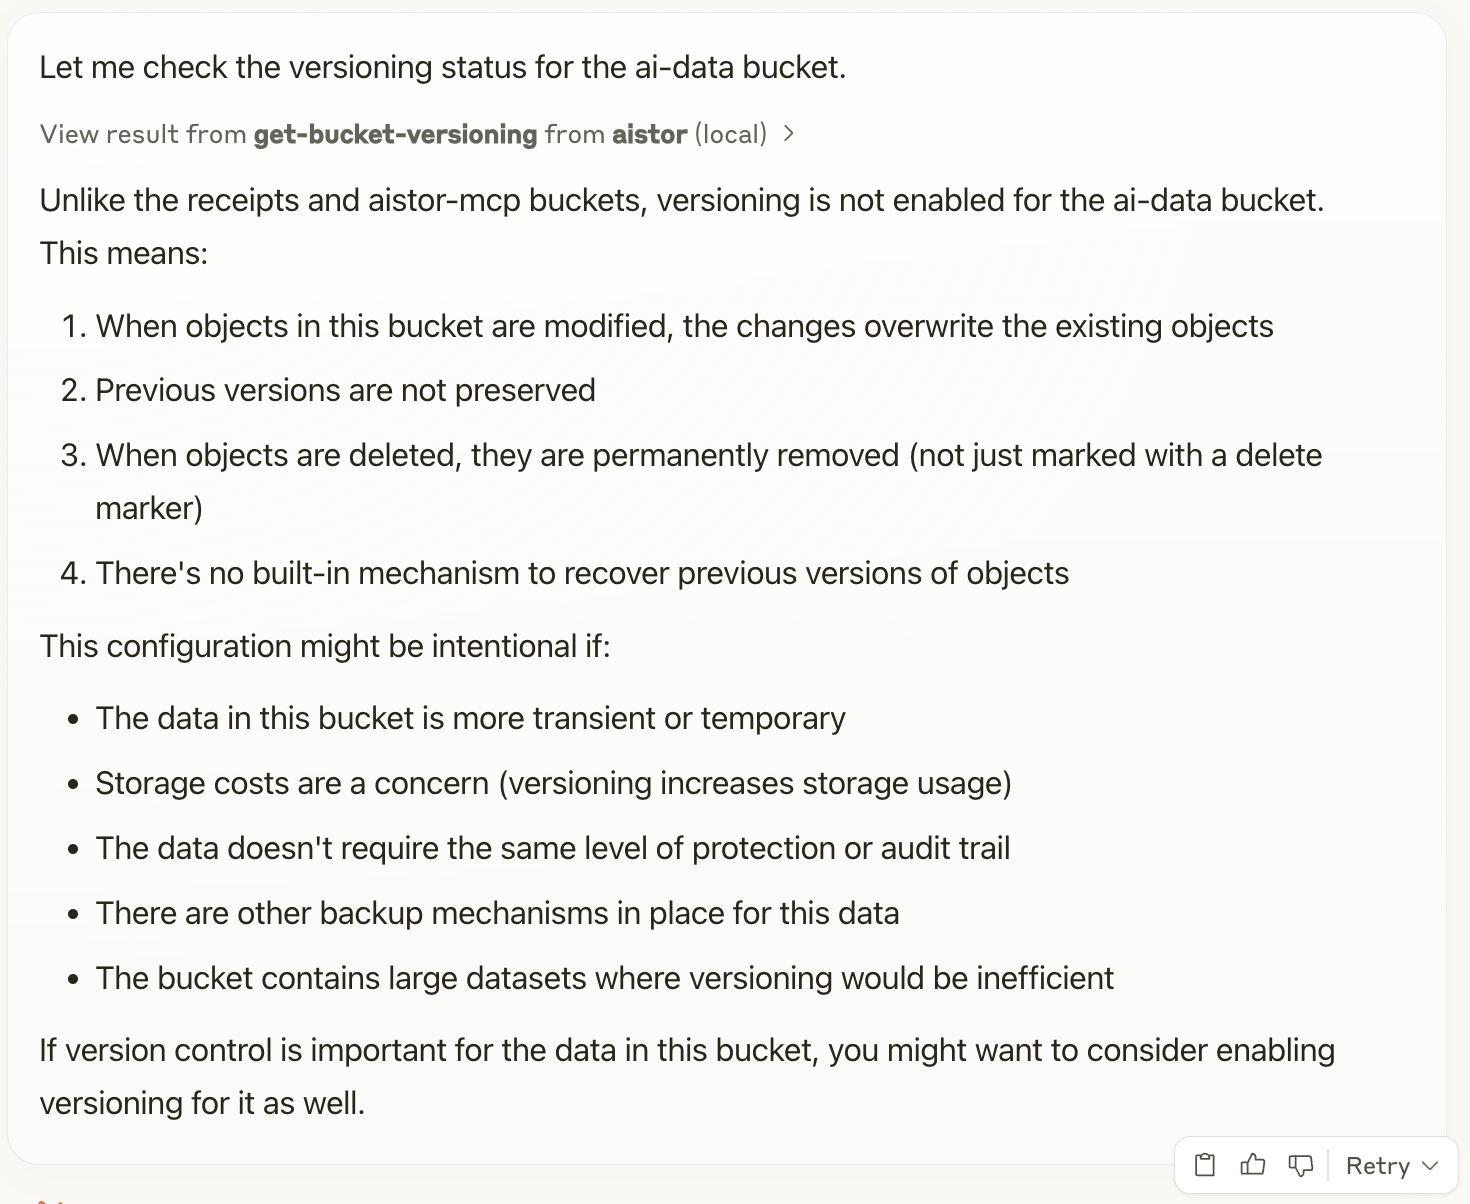 Let me check the versioning status for the ai-data bucket.
View result from get-bucket-versioning from aistor (local)
Unlike the receipts and aistor-mcp buckets, versioning is not enabled for the ai-data bucket.
This means:
1. When objects in this bucket are modified, the changes overwrite the existing objects
2. Previous versions are not preserved
3. When objects are deleted, they are permanently removed (not just marked with a delete
marker)
4. There's no built-in mechanism to recover previous versions of objects
This configuration might be intentional if:
• The data in this bucket is more transient or temporary
• Storage costs are a concern (versioning increases storage usage)
• The data doesn't require the same level of protection or audit trail
• There are other backup mechanisms in place for this data
• The bucket contains large datasets where versioning would be inefficient
If version control is important for the data in this bucket, you might want to consider enabling
versioning for it as well.
Retry